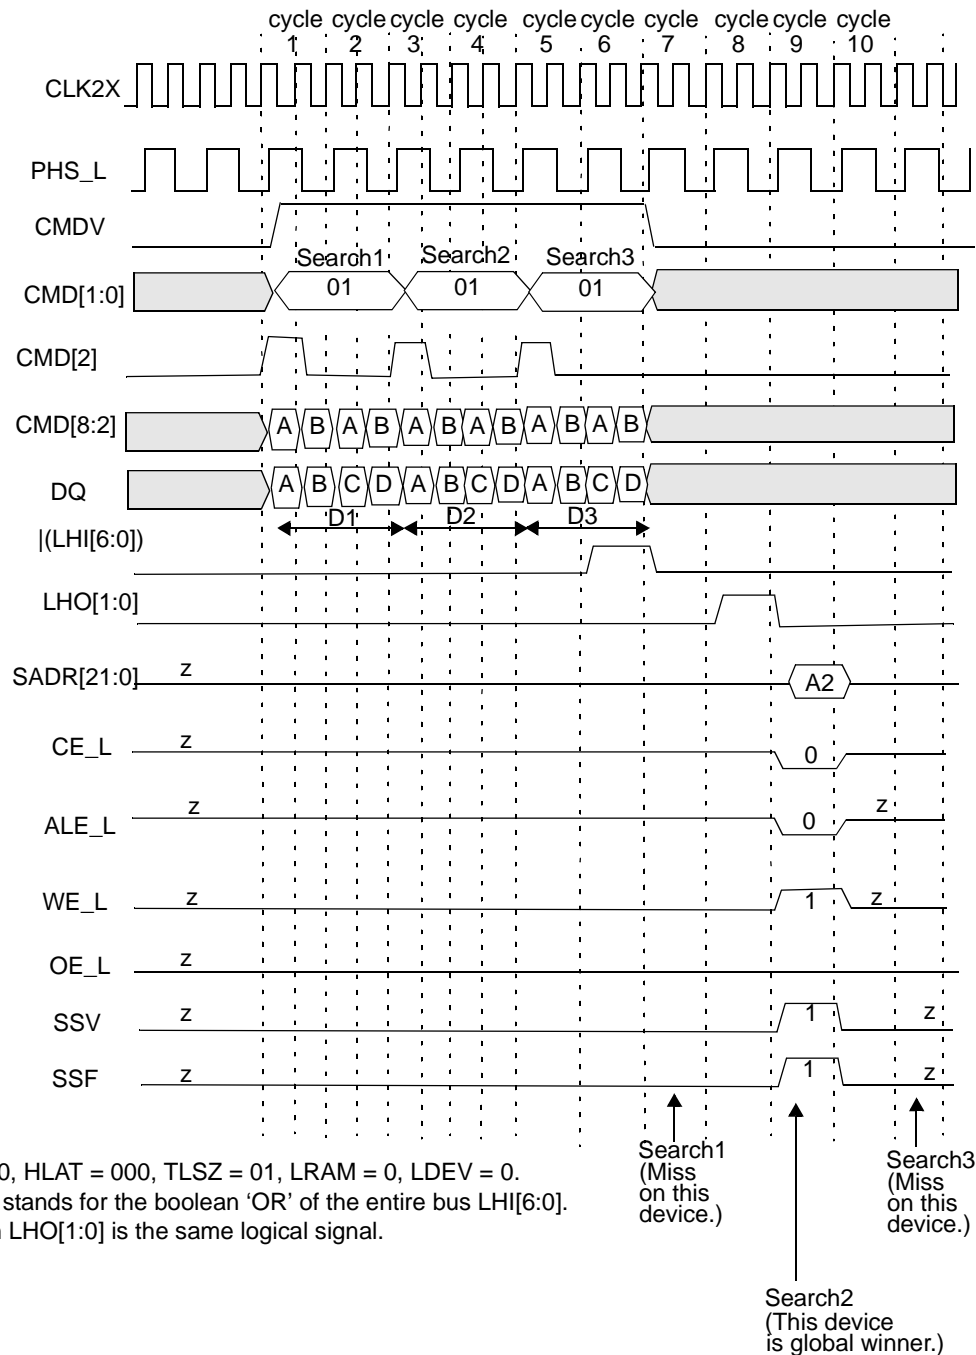 cycle cycle cycle cycle cycle cycle cycle cycle cycle cycle
1 2 3 4 5 6 7 8 9 10
CLK2X
PHS_L
CMDV
Search1 Search2 Search3
CMD[1:0] 01 01 01
CMD[2]
CMD[8:2] A B A B A B A B A B A B
DQ A B C D A B C D A B C D
D1 D2 D3
|(LHI[6:0])
LHO[1:0]
SADR[21:0] z A2
CE_L z 0
ALE_L z 0 z
WE_L z 1 z
OE_L z
SSV z 1 z
SSF z 1 z
Search1
(Miss
on this
device.)
Search3
(Miss
on this
device.)
0, HLAT = 000, TLSZ = 01, LRAM = 0, LDEV = 0.
stands for the boolean ‘OR’ of the entire bus LHI[6:0].
LHO[1:0] is the same logical signal.
Search2
(This device
is global winner.)